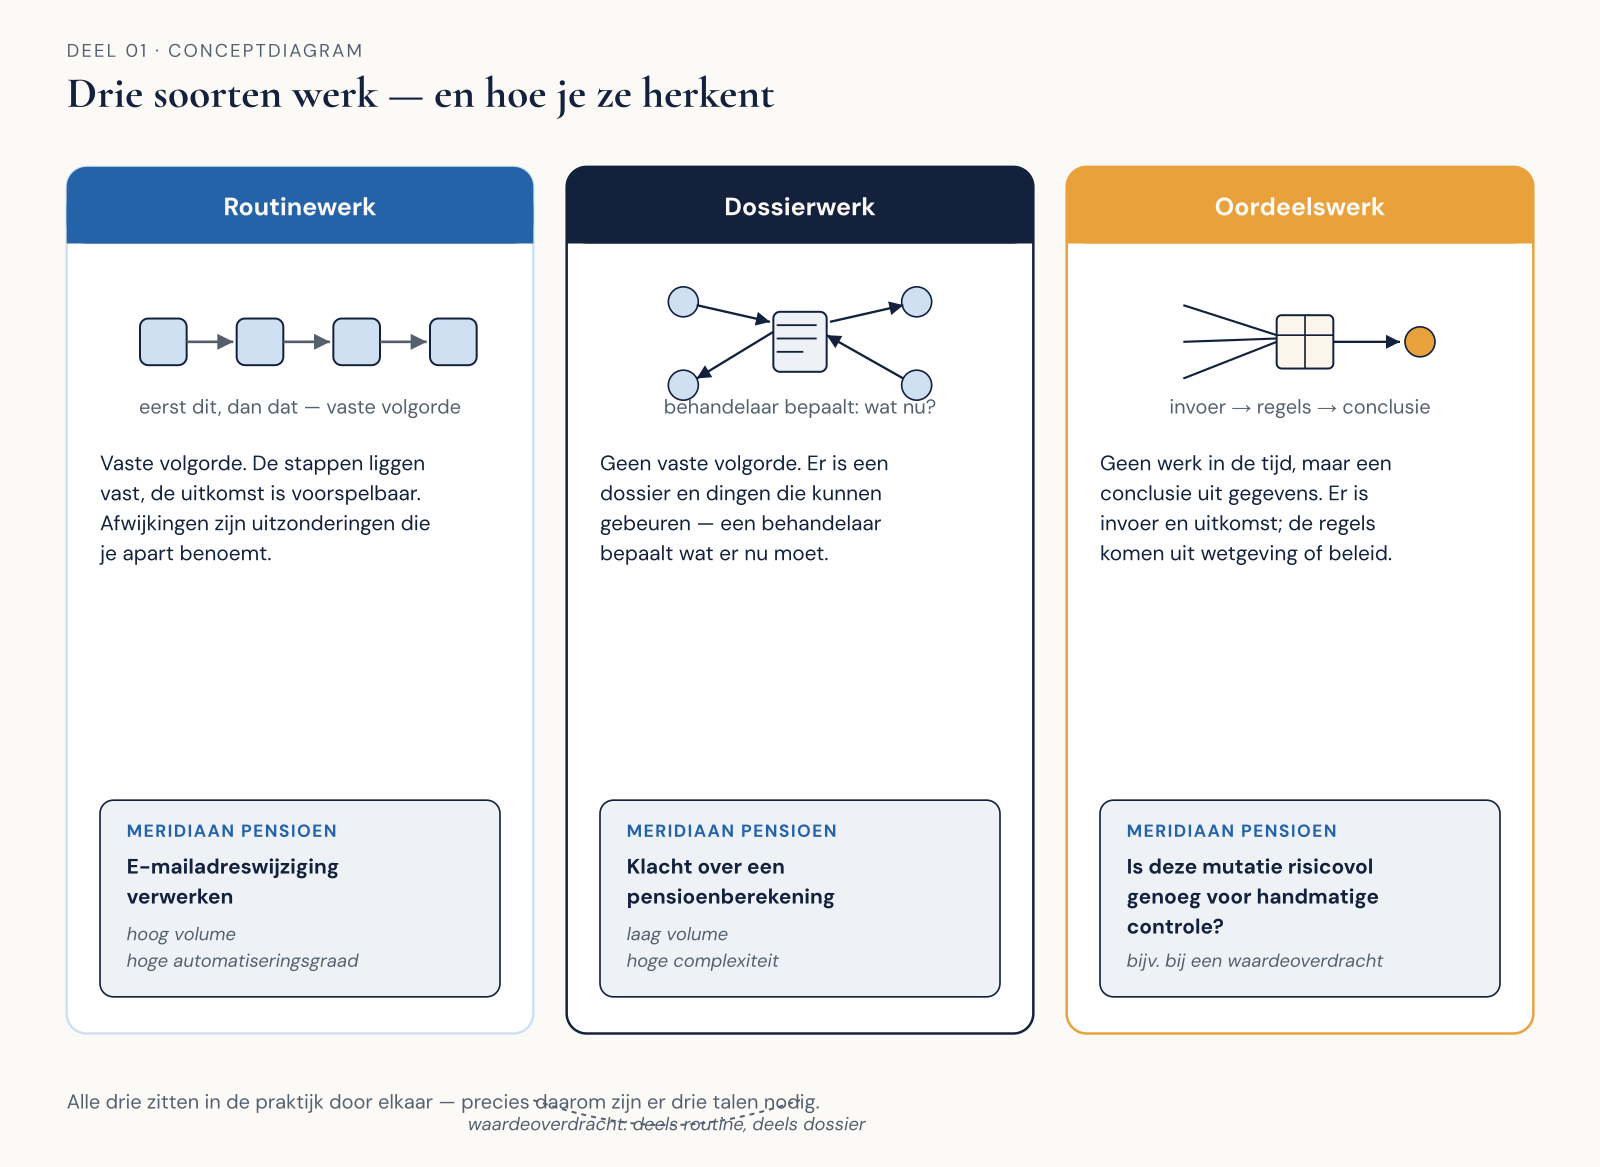 DEEL 01 · CONCEPTDIAGRAM
Drie soorten werk — en hoe je ze herkent
Routinewerk
eerst dit, dan dat — vaste volgorde
Vaste volgorde. De stappen liggen
vast, de uitkomst is voorspelbaar.
Afwijkingen zijn uitzonderingen die
je apart benoemt.
MERIDIAAN PENSIOEN
E-mailadreswijziging
verwerken
hoog volume
hoge automatiseringsgraad
Dossierwerk
behandelaar bepaalt: wat nu?
Geen vaste volgorde. Er is een
dossier en dingen die kunnen
gebeuren — een behandelaar
bepaalt wat er nu moet.
MERIDIAAN PENSIOEN
Klacht over een
pensioenberekening
laag volume
hoge complexiteit
Oordeelswerk
invoer → regels → conclusie
Geen werk in de tijd, maar een
conclusie uit gegevens. Er is
invoer en uitkomst; de regels
komen uit wetgeving of beleid.
MERIDIAAN PENSIOEN
Is deze mutatie risicovol
genoeg voor handmatige
controle?
bijv. bij een waardeoverdracht
Alle drie zitten in de praktijk door elkaar — precies daarom zijn er drie talen nodig.
waardeoverdracht: deels routine, deels dossier